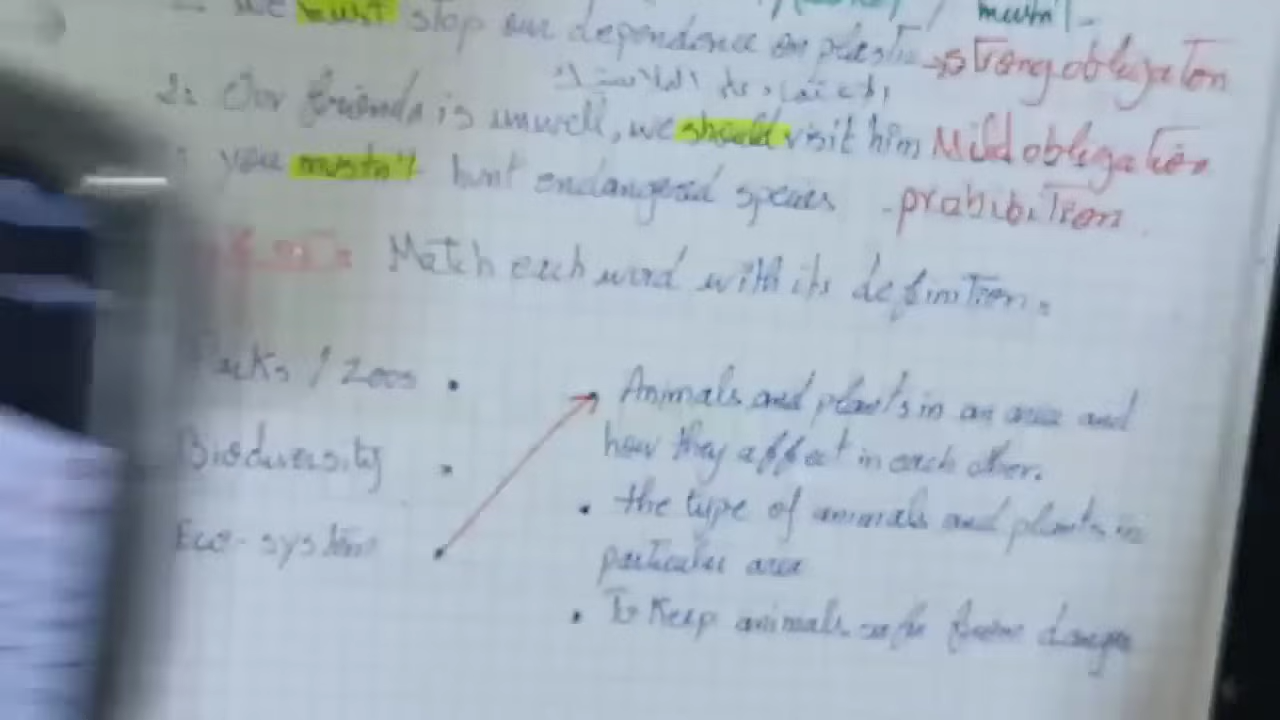 mustn't
We must stop our dependence on plastic → strong obligation
2: Our friends is unwell, we should visit him Mild obligation
you mustn't hunt endangered species - prohibition.
Match each word with its definition.
Parks / Zoos •
• Animals and plants in an area and
how they affect in each other.
Biodiversity •
• the type of animals and plants in
particular area
Eco-system •
• To Keep animals safe from danger